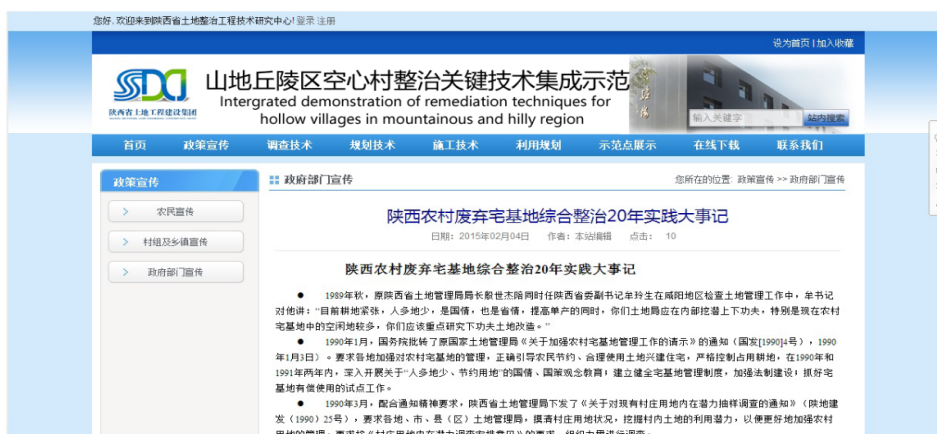 您好,欢迎来到陕西省土地整治工程技术研究中心!登录 注册
设为首页 | 加入收藏
山地丘陵区空心村整治关键技术集成示范
Intergrated demonstration of remediation techniques for
hollow villages in mountainous and hilly region
陕西省土地工程建设集团
输入关键字
站内搜索
首页 政策宣传 调查技术 规划技术 施工技术 利用规划 示范点展示 在线下载 联系我们
政策宣传
政府部门宣传
您所在的位置: 政策宣传 >> 政府部门宣传
> 农民宣传
> 村组及乡镇宣传
> 政府部门宣传
陕西农村废弃宅基地综合整治20年实践大事记
日期: 2015年02月04日 作者: 本站编辑 点击: 10
陕西农村废弃宅基地综合整治20年实践大事记
● 1989年秋,原陕西省土地管理局局长殷世杰陪同时任陕西省委副书记牟玲生在咸阳地区检查土地管理工作中,牟书记
对他讲:“目前耕地紧张,人多地少,是国情,也是省情,提高单产的同时,你们土地局应在内部挖潜上下功夫,特别是现在农村
宅基地中的空闲地较多,你们应该重点研究下功夫土地改造。”
● 1990年1月,国务院批转了原国家土地管理局《关于加强农村宅基地管理工作的请示》的通知(国发[1990]4号),1990
年1月3日)。要求各地加强对农村宅基地的管理,正确引导农民节约、合理使用土地兴建住宅,严格控制占用耕地,在1990年和
1991年两年内,深入开展关于“人多地少、节约用地”的国情、国策观念教育;建立健全宅基地管理制度,加强法制建设;抓好宅
基地有偿使用的试点工作。
● 1990年3月,配合通知精神要求,陕西省土地管理局下发了《关于对现有村庄用地内在潜力抽样调查的通知》(陕地建
发(1990)25号),要求各地、市、县(区)土地管理局,摸清村庄用地状况,挖掘村内土地的利用潜力,以便更好地加强农村